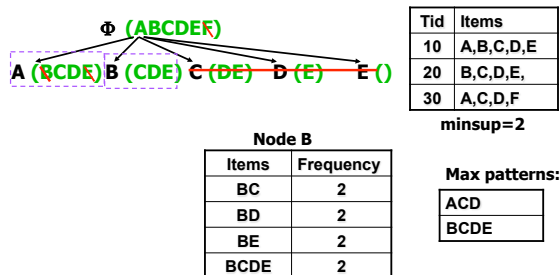 Φ (ABCDEF)
A (BCDE) B (CDE) C (DE) D (E) E ()
Tid Items
10 A,B,C,D,E
20 B,C,D,E,
30 A,C,D,F
minsup=2
Node B
Items Frequency
BC 2
BD 2
BE 2
BCDE 2
Max patterns:
ACD
BCDE